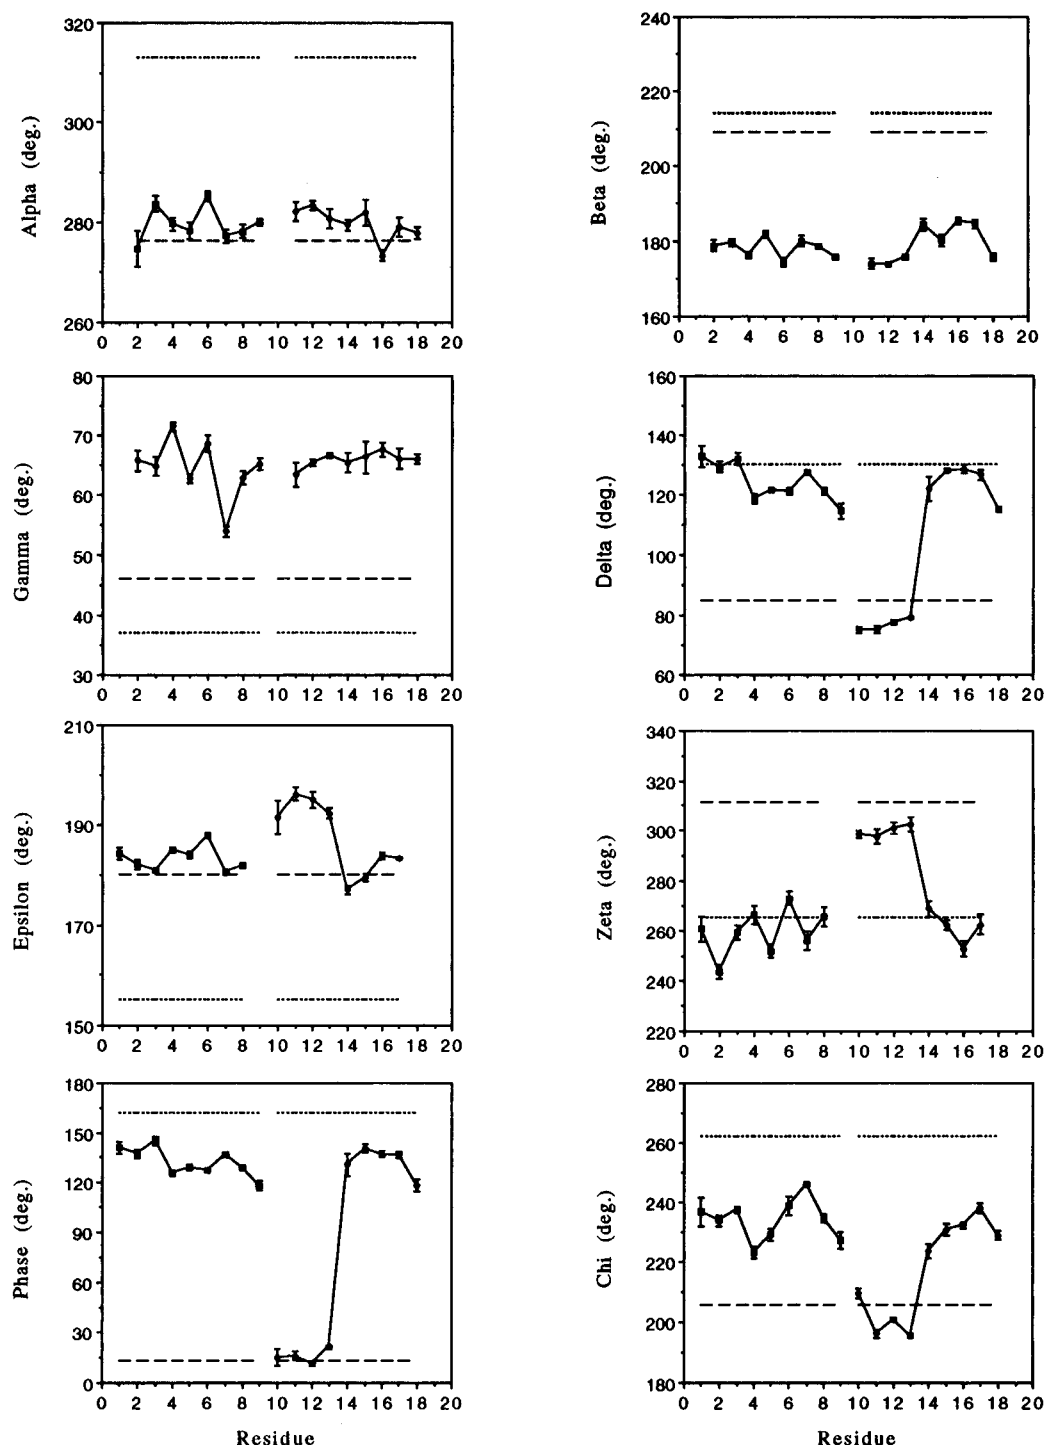 Alpha (deg.)
320
300
280
260
0 2 4 6 8 10 12 14 16 18 20
Beta (deg.)
240
220
200
180
160
0 2 4 6 8 10 12 14 16 18 20
Gamma (deg.)
80
70
60
50
40
30
0 2 4 6 8 10 12 14 16 18 20
Delta (deg.)
160
140
120
100
80
60
0 2 4 6 8 10 12 14 16 18 20
Epsilon (deg.)
210
190
170
150
0 2 4 6 8 10 12 14 16 18 20
Zeta (deg.)
340
320
300
280
260
240
220
0 2 4 6 8 10 12 14 16 18 20
Phase (deg.)
180
150
120
90
60
30
0
0 2 4 6 8 10 12 14 16 18 20
Residue
Chi (deg.)
280
260
240
220
200
180
0 2 4 6 8 10 12 14 16 18 20
Residue